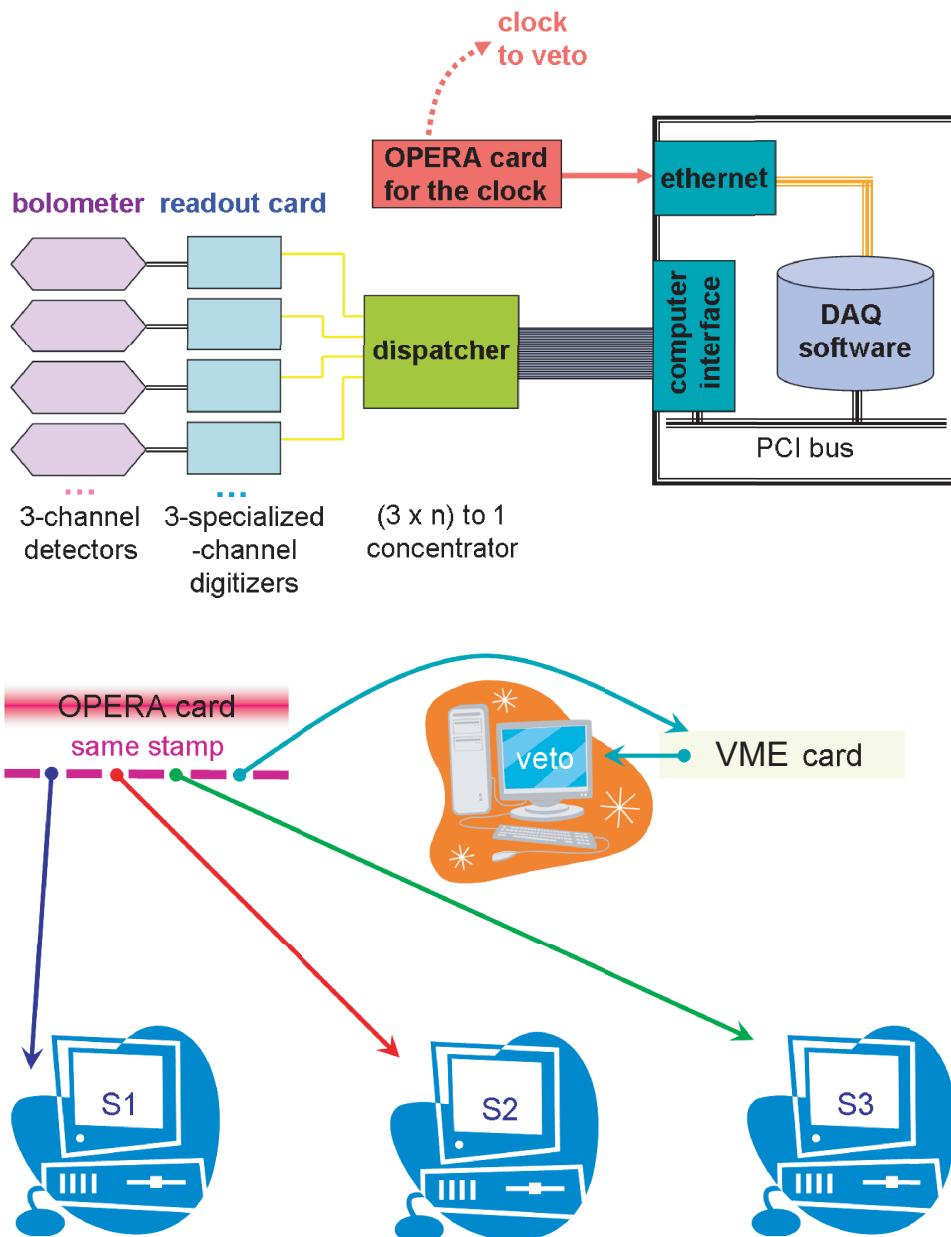 clock
to veto
OPERA card
for the clock
ethernet
bolometer
readout card
computer
interface
DAQ
software
dispatcher
PCI bus
3-channel
detectors
3-specialized
-channel
digitizers
(3 x n) to 1
concentrator
OPERA card
same stamp
veto
VME card
S1
S2
S3